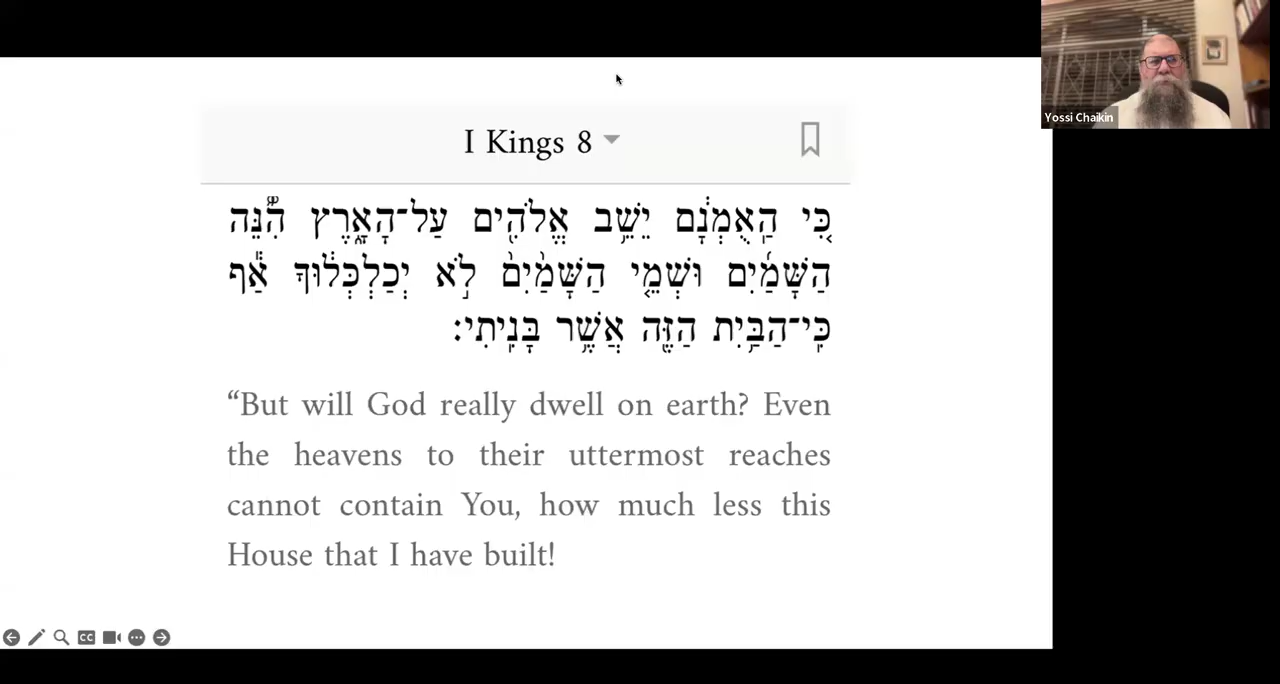 I Kings 8
כִּ֚י הַֽאֻמְנָ֔ם יֵשֵׁ֥ב אֱלֹהִ֖ים עַל־הָאָ֑רֶץ הִ֠נֵּה
הַשָּׁמַ֜יִם וּשְׁמֵ֤י הַשָּׁמַ֙יִם֙ לֹ֣א יְכַלְכְּל֔וּךָ אַ֕ף
כִּֽי־הַבַּ֥יִת הַזֶּ֖ה אֲשֶׁ֥ר בָּנִֽיתִי׃
“But will God really dwell on earth? Even
the heavens to their uttermost reaches
cannot contain You, how much less this
House that I have built!
Yossi Chaikin
CC